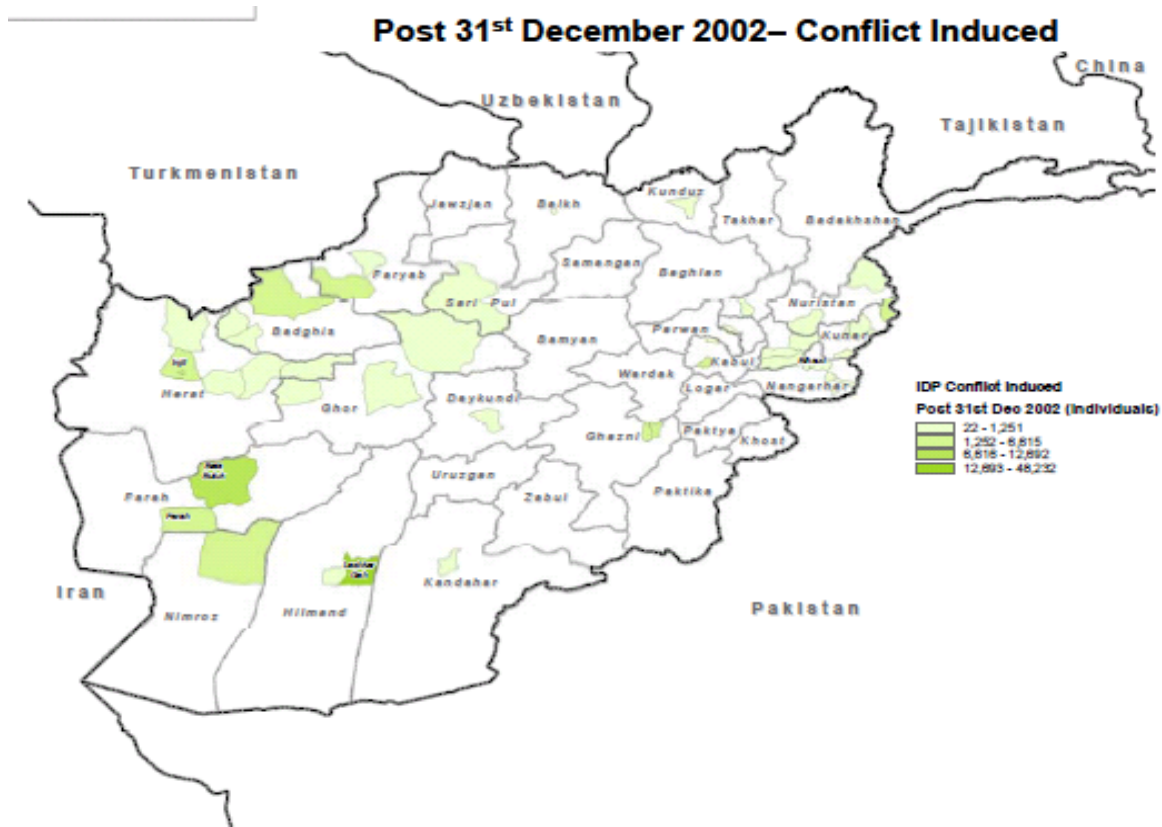 Post 31st December 2002– Conflict Induced
China
Uzbekistan
Tajikistan
Turkmenistan
Kunduz
Jawzjan
Balkh
Takhar
Badakhshan
Faryab
Samangan
Baghlan
Sari Pul
Nuristan
Badghis
Parwan
Kunar
Bamyan
Kabul
Wardak
Herat
Logar
Nangarhar
Ghor
Daykundi
Ghazni
Paktya
Khost
IDP Conflict Induced
Post 31st Dec 2002 (Individuals)
22 - 1,251
1,252 - 6,815
6,816 - 12,692
12,693 - 48,232
Uruzgan
Farah
Zabul
Paktika
Farah
Iran
Kandahar
Nimroz
Hilmand
Pakistan